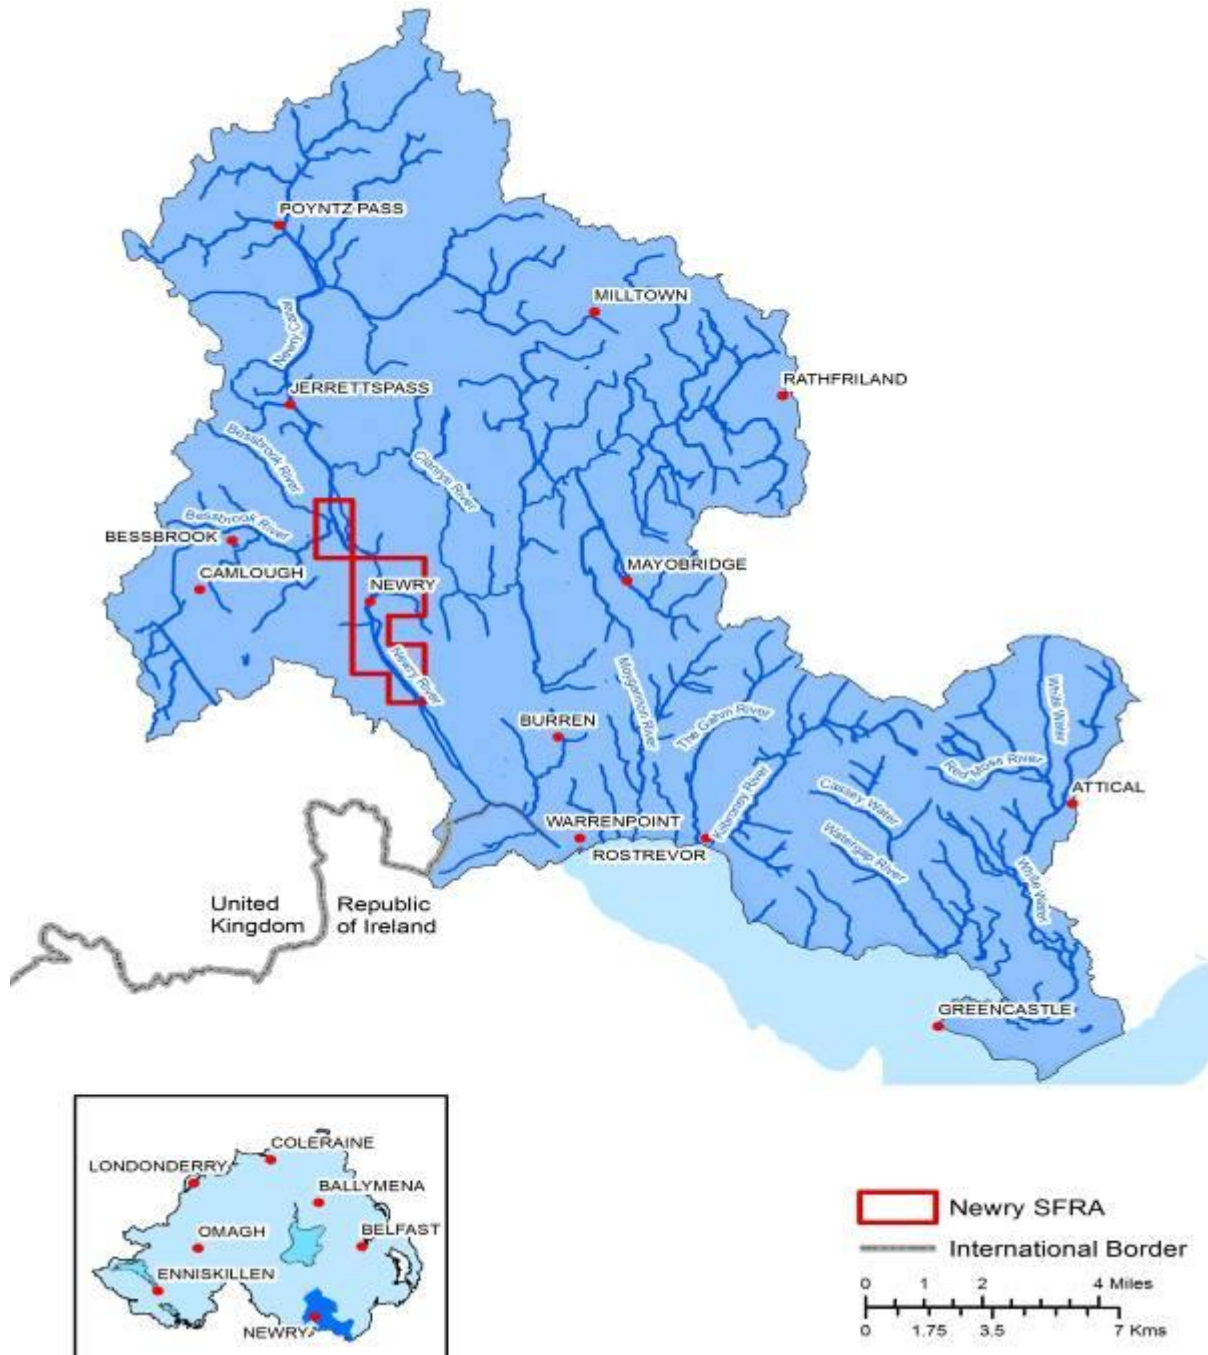 POYNTZ PASS
MILLTOWN
Newry Canal
RATHFRILAND
JERRETTSPASS
Bessbrook River
Clanrye River
Bessbrook River
BESSBROOK
CAMLOUGH
MAYOBRIDGE
NEWRY
Newry River
Moygannon River
White Water
BURREN
The Gahn River
Red Moss River
ATTICAL
Kilbroney River
Cassey Water
WARRENPOINT
ROSTREVOR
Watergap River
White Water
United
Kingdom
Republic
of Ireland
GREENCASTLE
COLERAINE
LONDONDERRY
BALLYMENA
OMAGH
BELFAST
ENNISKILLEN
NEWRY
Newry SFRA
International Border
0 1 2 4 Miles
0 1.75 3.5 7 Kms